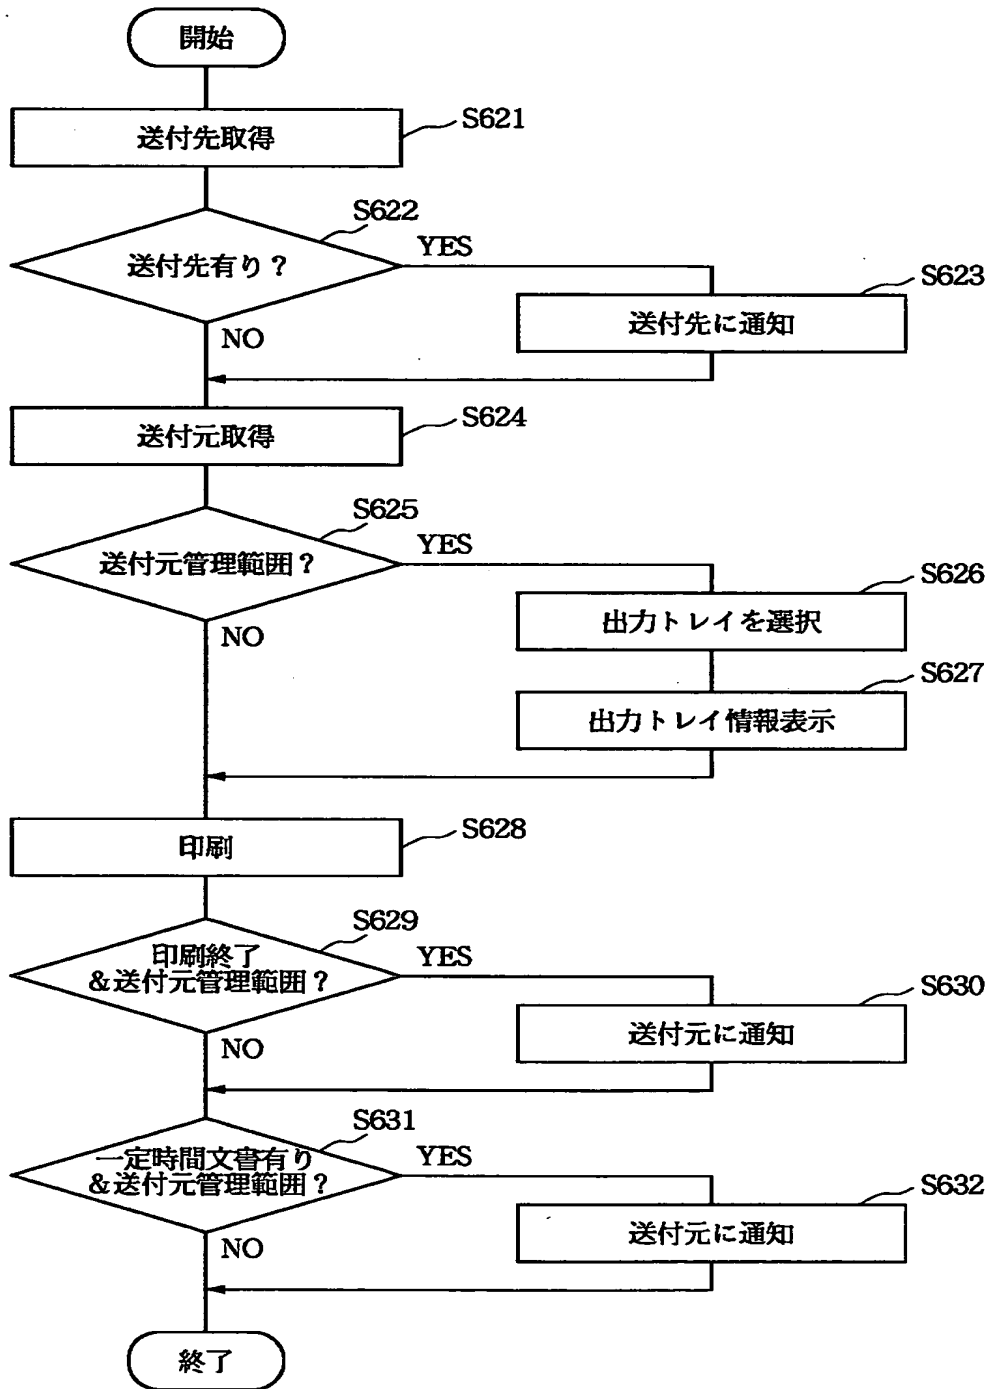 開始
送付先取得
S621
送付先有り?
S622
YES
NO
送付先に通知
S623
送付元取得
S624
送付元管理範囲?
S625
YES
NO
出力トレイを選択
S626
出力トレイ情報表示
S627
印刷
S628
印刷終了
&送付元管理範囲?
S629
YES
NO
送付元に通知
S630
一定時間文書有り
&送付元管理範囲?
S631
YES
NO
送付元に通知
S632
終了